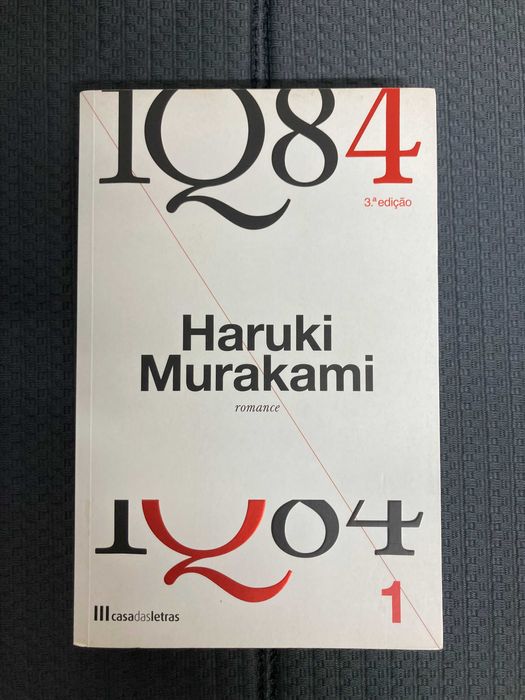 1Q84
3.ª edição
Haruki
Murakami
romance
1Q84
1
casadasletras